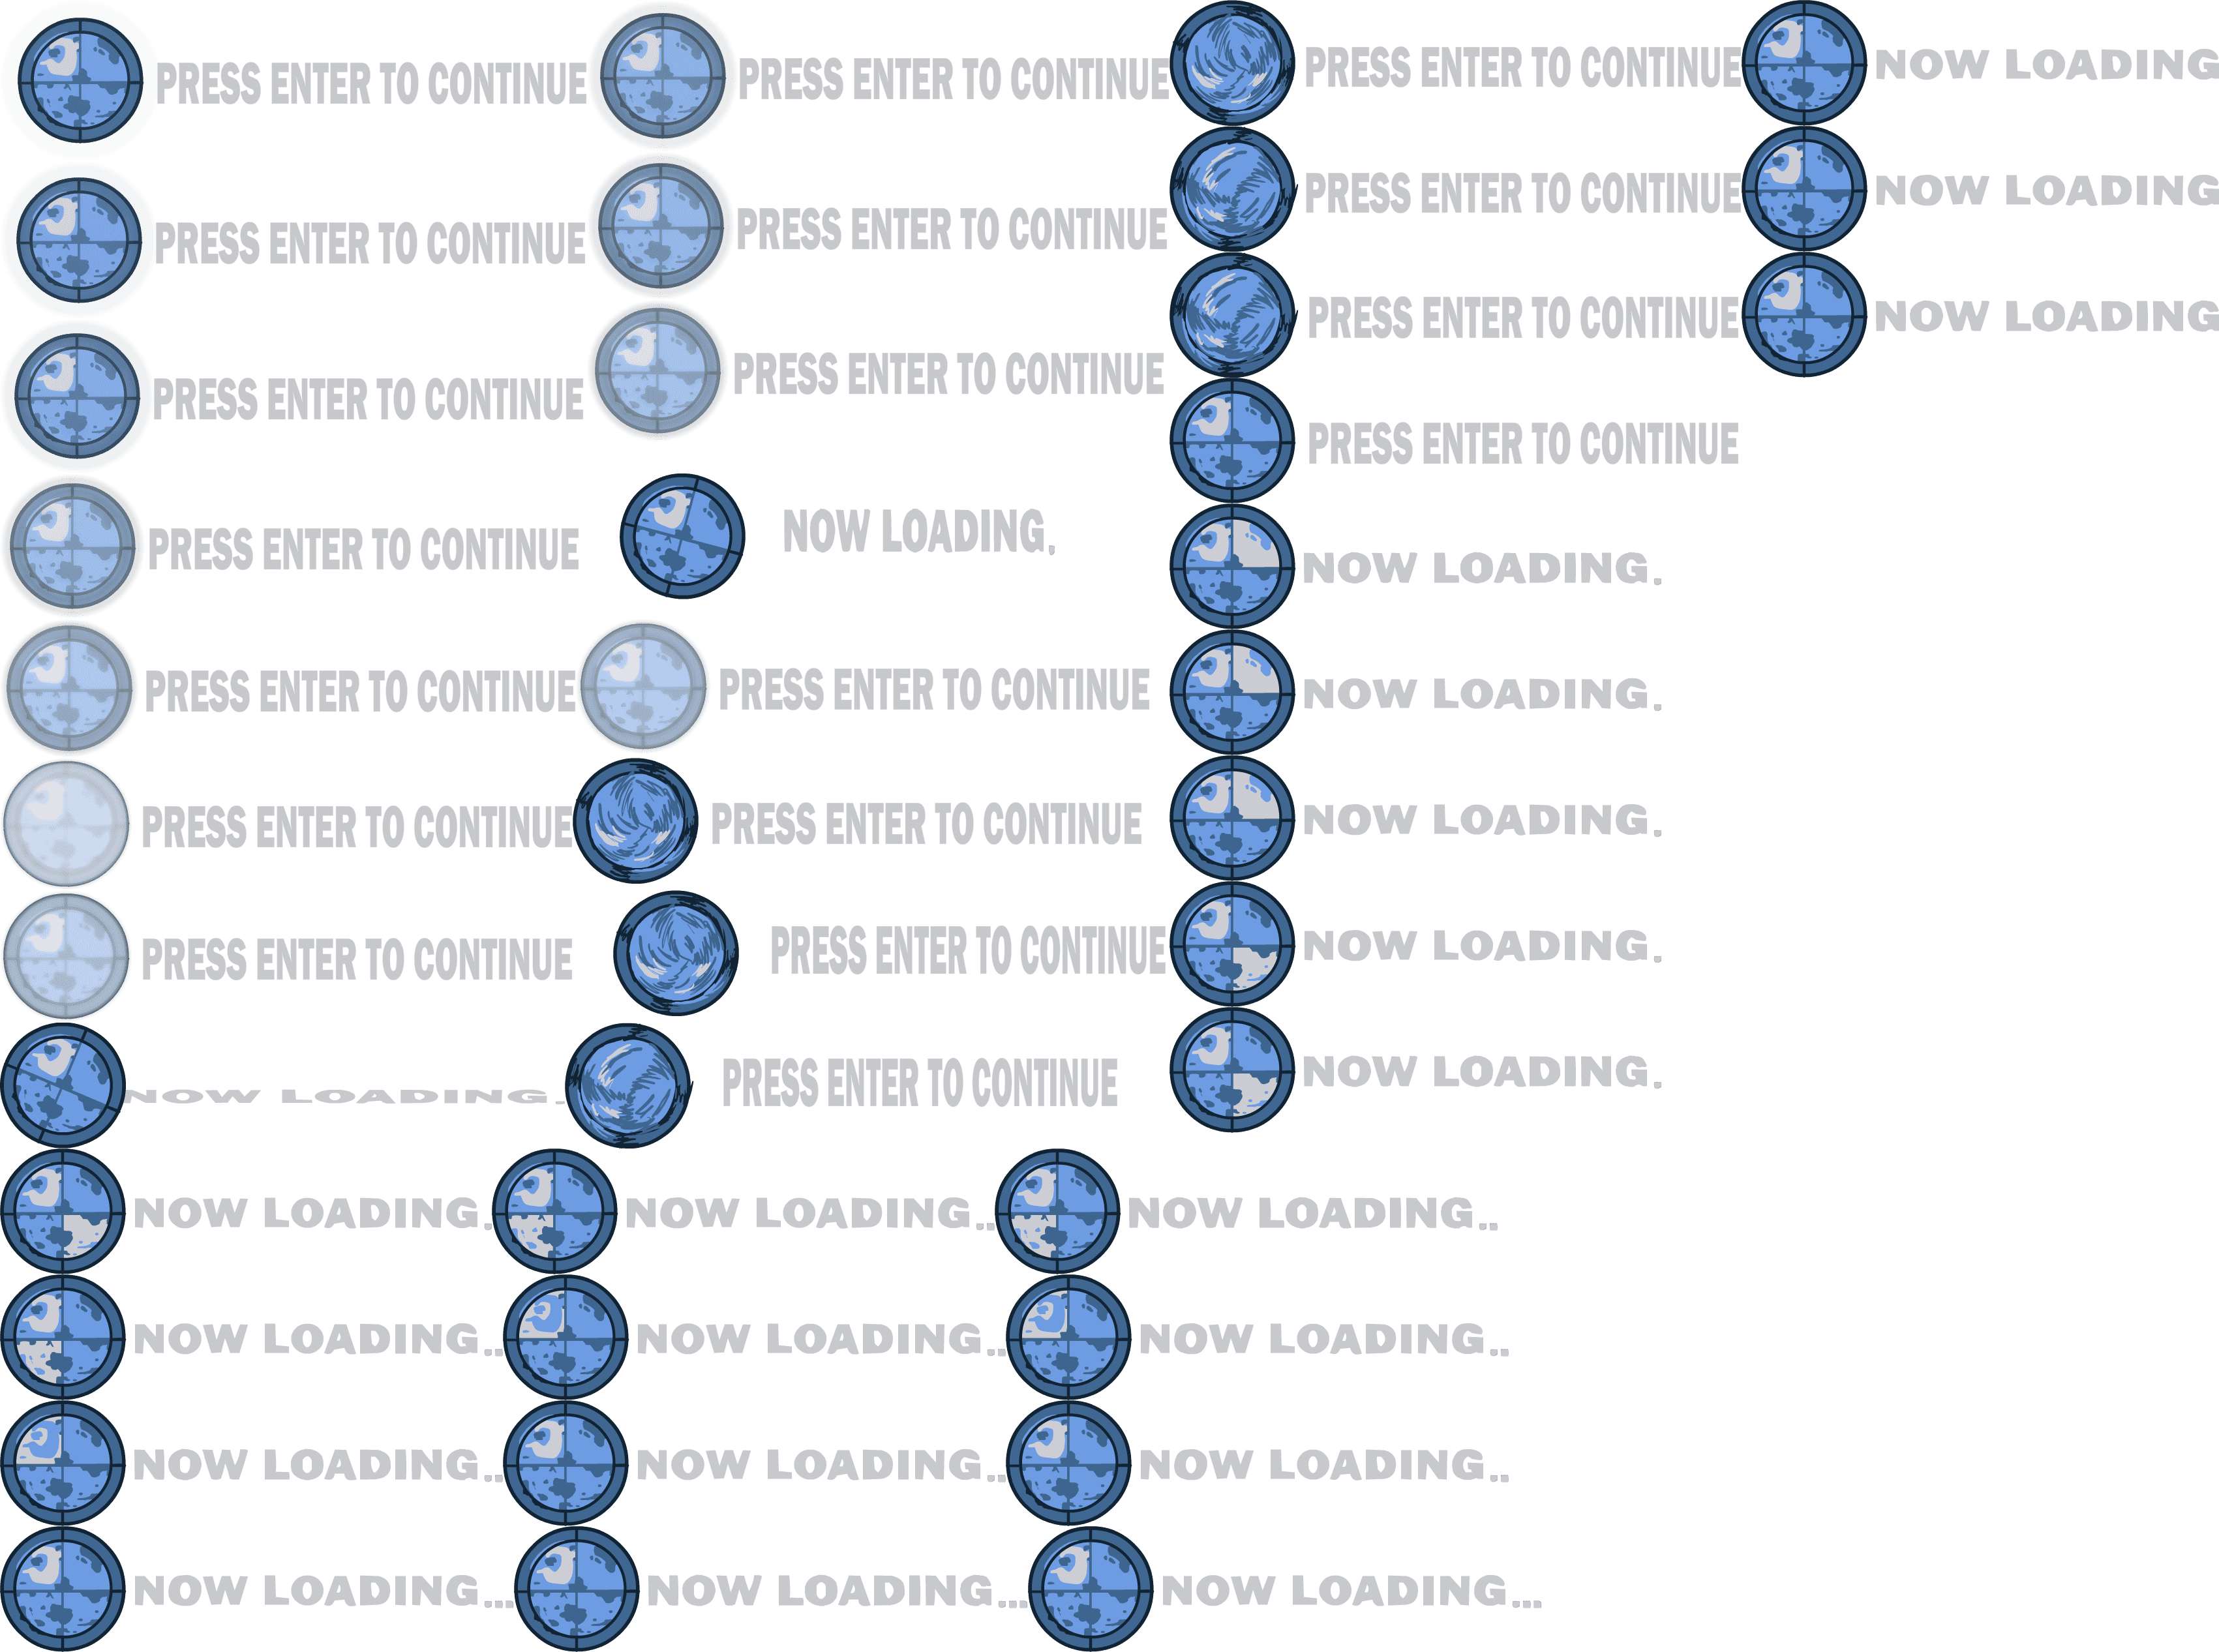 PRESS ENTER TO CONTINUE PRESS ENTER TO CONTINUE PRESS ENTER TO CONTINUE NOW LOADING
PRESS ENTER TO CONTINUE PRESS ENTER TO CONTINUE PRESS ENTER TO CONTINUE NOW LOADING
PRESS ENTER TO CONTINUE PRESS ENTER TO CONTINUE PRESS ENTER TO CONTINUE NOW LOADING
PRESS ENTER TO CONTINUE
PRESS ENTER TO CONTINUE NOW LOADING. NOW LOADING.
PRESS ENTER TO CONTINUE PRESS ENTER TO CONTINUE NOW LOADING.
PRESS ENTER TO CONTINUE PRESS ENTER TO CONTINUE NOW LOADING.
PRESS ENTER TO CONTINUE PRESS ENTER TO CONTINUE NOW LOADING.
NOW LOADING. PRESS ENTER TO CONTINUE NOW LOADING.
NOW LOADING. NOW LOADING.. NOW LOADING..
NOW LOADING.. NOW LOADING.. NOW LOADING..
NOW LOADING.. NOW LOADING.. NOW LOADING..
NOW LOADING... NOW LOADING... NOW LOADING...